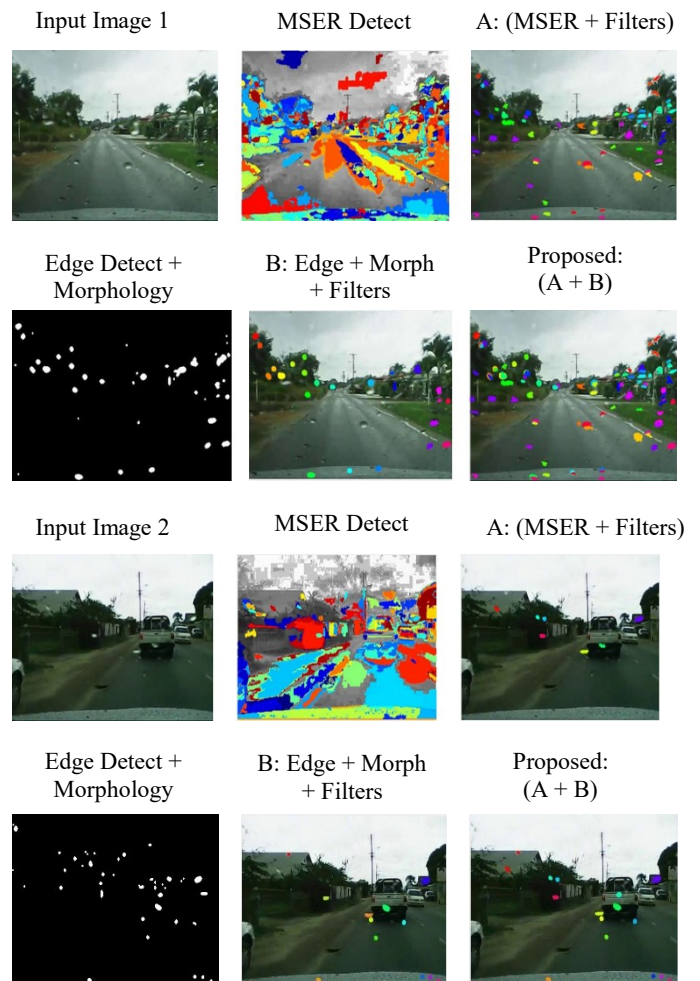 Input Image 1
MSER Detect
A: (MSER + Filters)
Edge Detect +
Morphology
B: Edge + Morph
+ Filters
Proposed:
(A + B)
Input Image 2
MSER Detect
A: (MSER + Filters)
Edge Detect +
Morphology
B: Edge + Morph
+ Filters
Proposed:
(A + B)